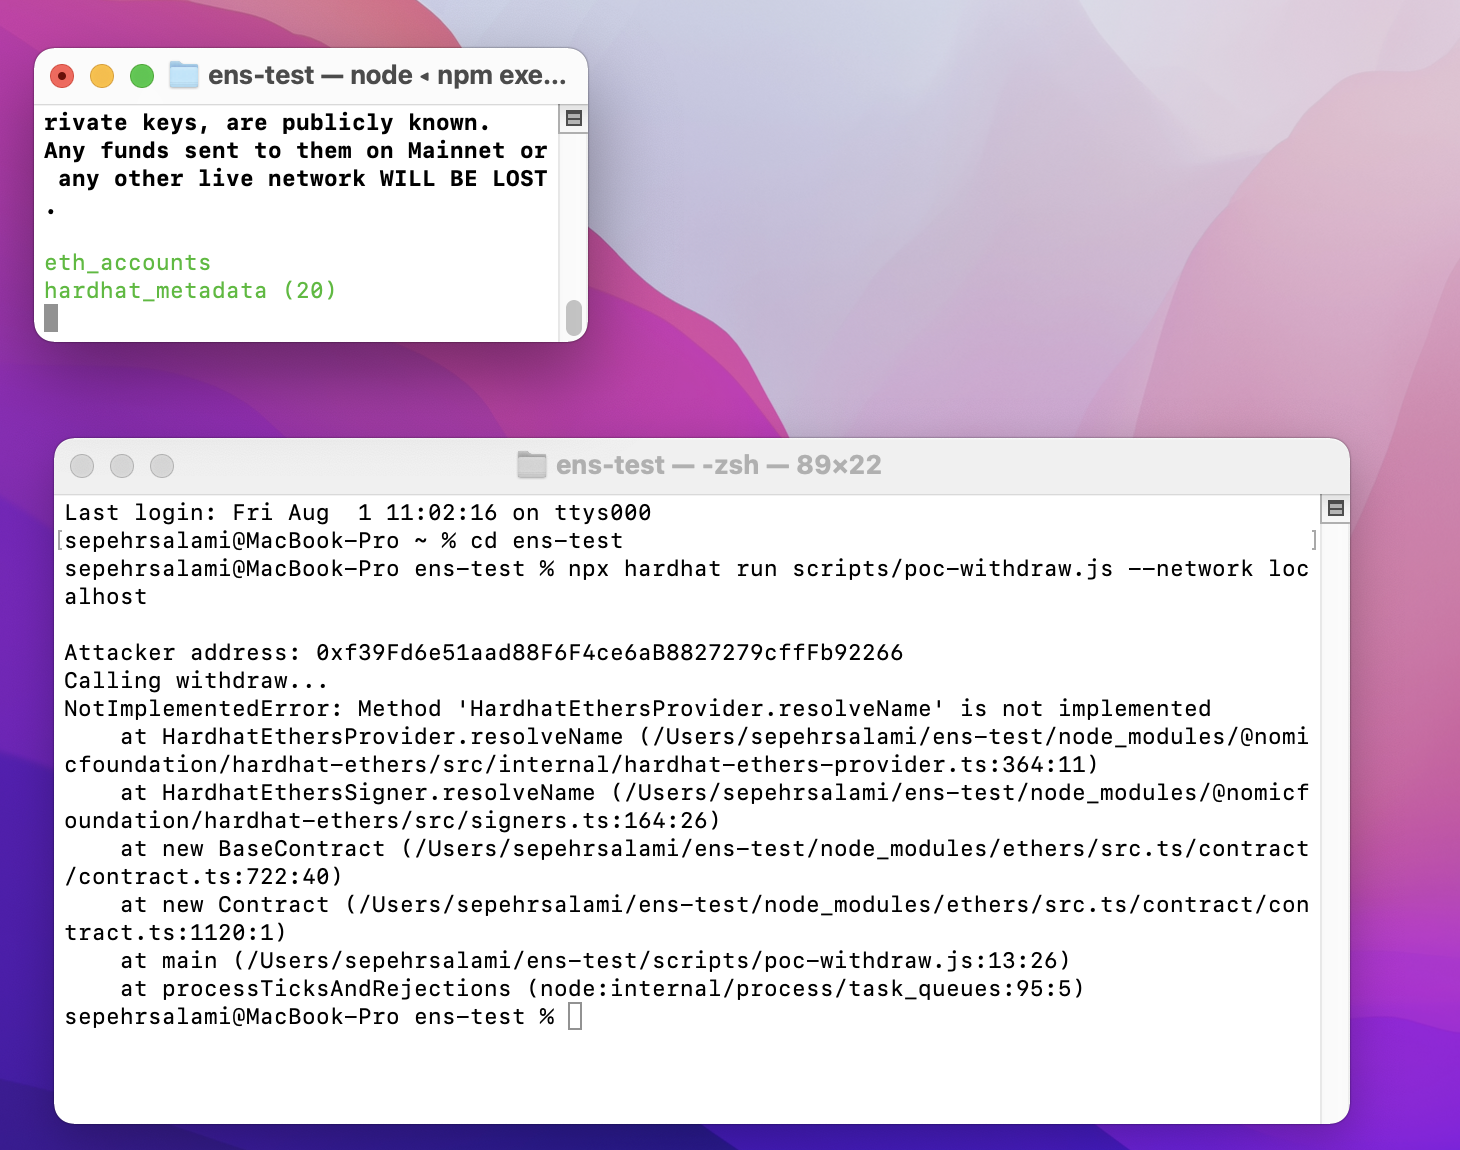 ens-test — node ◂ npm exe...
rivate keys, are publicly known.
Any funds sent to them on Mainnet or
 any other live network WILL BE LOST
.
eth_accounts
hardhat_metadata (20)
ens-test — -zsh — 89×22
Last login: Fri Aug  1 11:02:16 on ttys000
[sepehrsalami@MacBook-Pro ~ % cd ens-test ]
sepehrsalami@MacBook-Pro ens-test % npx hardhat run scripts/poc-withdraw.js --network loc
alhost
Attacker address: 0xf39Fd6e51aad88F6F4ce6aB8827279cffFb92266
Calling withdraw...
NotImplementedError: Method 'HardhatEthersProvider.resolveName' is not implemented
    at HardhatEthersProvider.resolveName (/Users/sepehrsalami/ens-test/node_modules/@nomi
cfoundation/hardhat-ethers/src/internal/hardhat-ethers-provider.ts:364:11)
    at HardhatEthersSigner.resolveName (/Users/sepehrsalami/ens-test/node_modules/@nomicf
oundation/hardhat-ethers/src/signers.ts:164:26)
    at new BaseContract (/Users/sepehrsalami/ens-test/node_modules/ethers/src.ts/contract
/contract.ts:722:40)
    at new Contract (/Users/sepehrsalami/ens-test/node_modules/ethers/src.ts/contract/con
tract.ts:1120:1)
    at main (/Users/sepehrsalami/ens-test/scripts/poc-withdraw.js:13:26)
    at processTicksAndRejections (node:internal/process/task_queues:95:5)
sepehrsalami@MacBook-Pro ens-test %